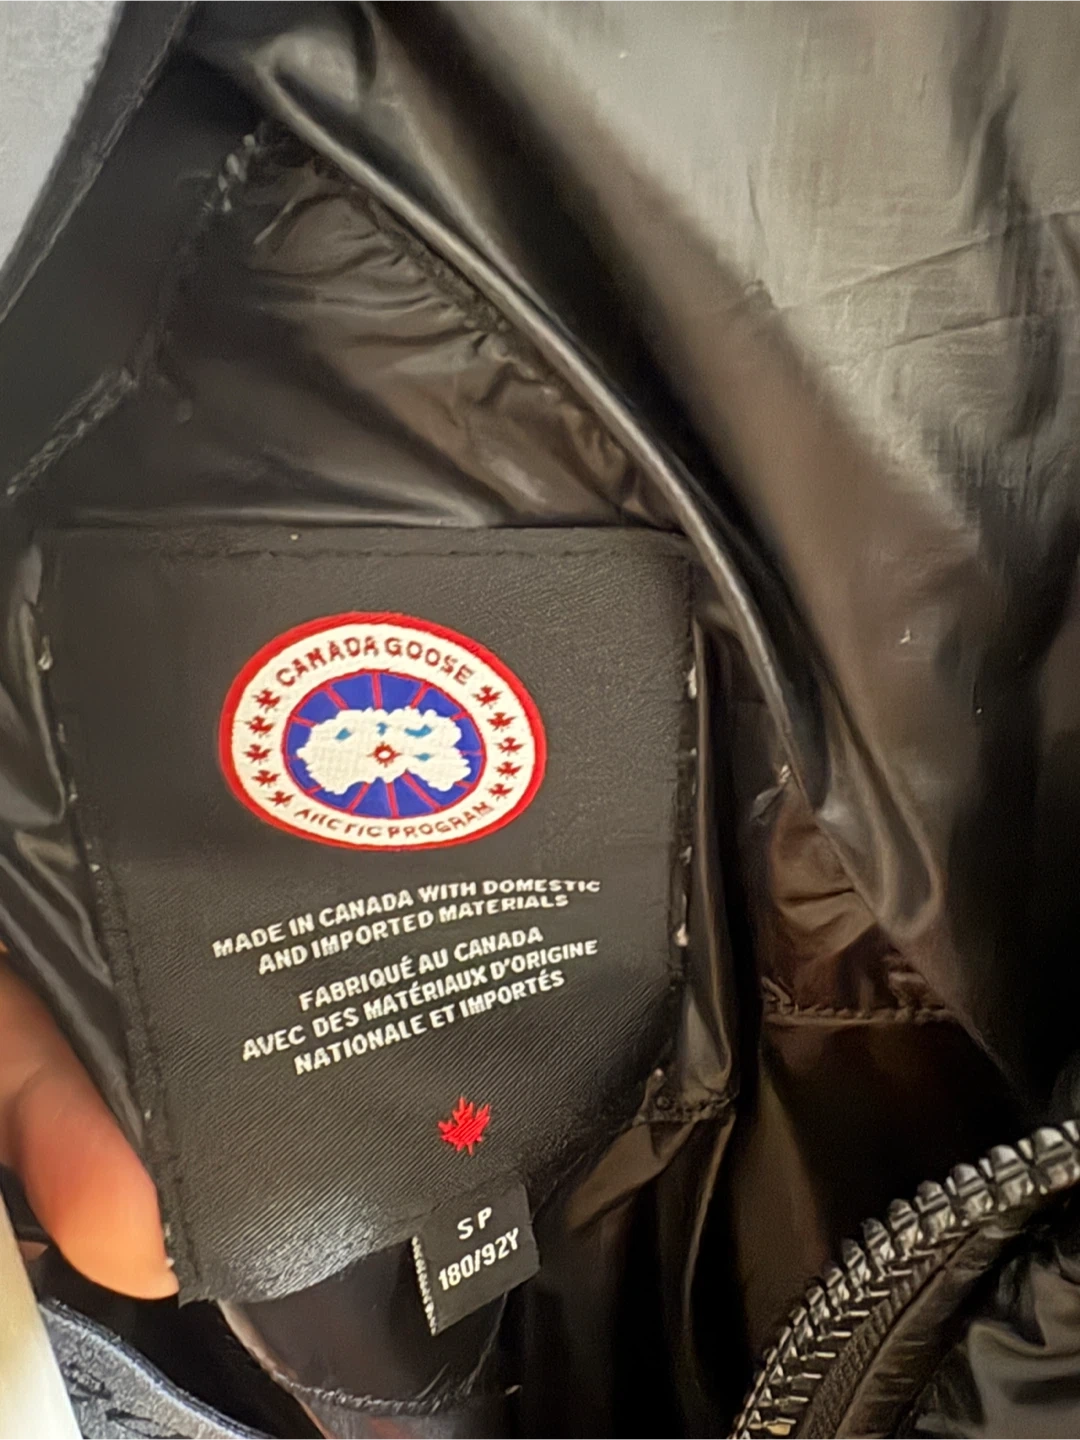 CANADA GOOSE
ARCTIC PROGRAM
MADE IN CANADA WITH DOMESTIC
AND IMPORTED MATERIALS
FABRIQUÉ AU CANADA
AVEC DES MATÉRIAUX D'ORIGINE
NATIONALE ET IMPORTÉS
S P
180/92Y